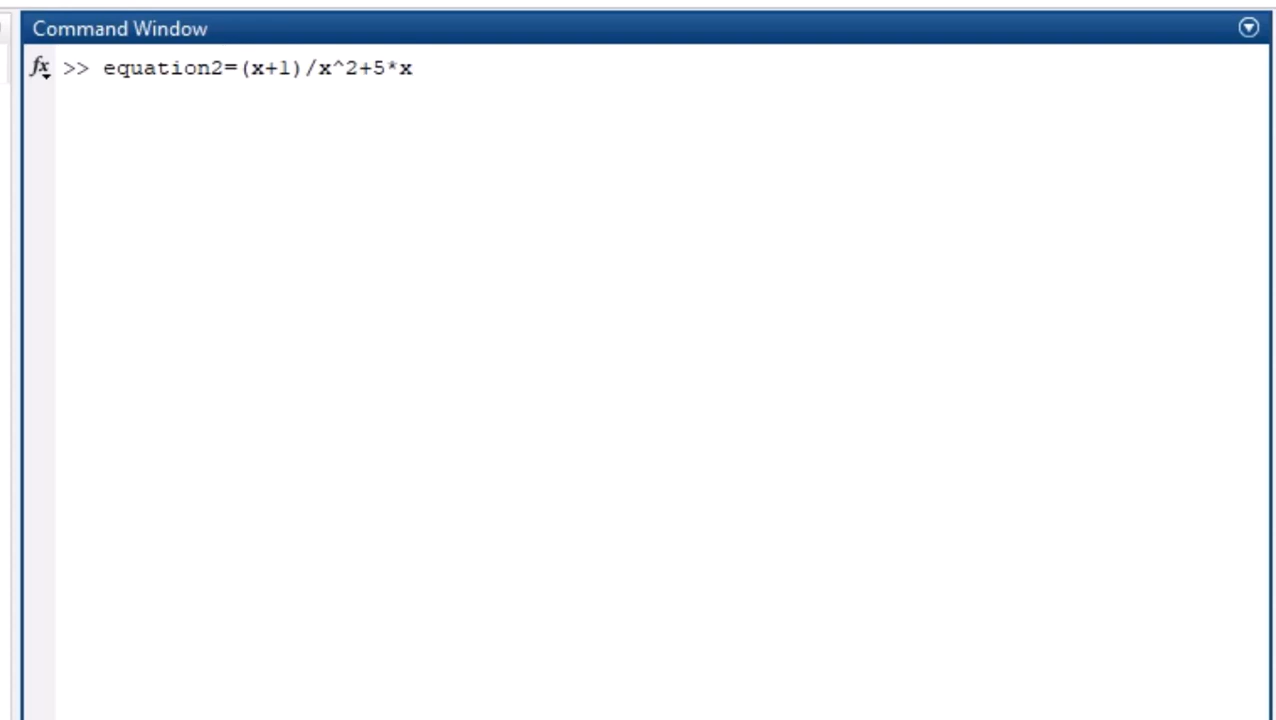 Command Window
fx >> equation2=(x+1)/x^2+5*x